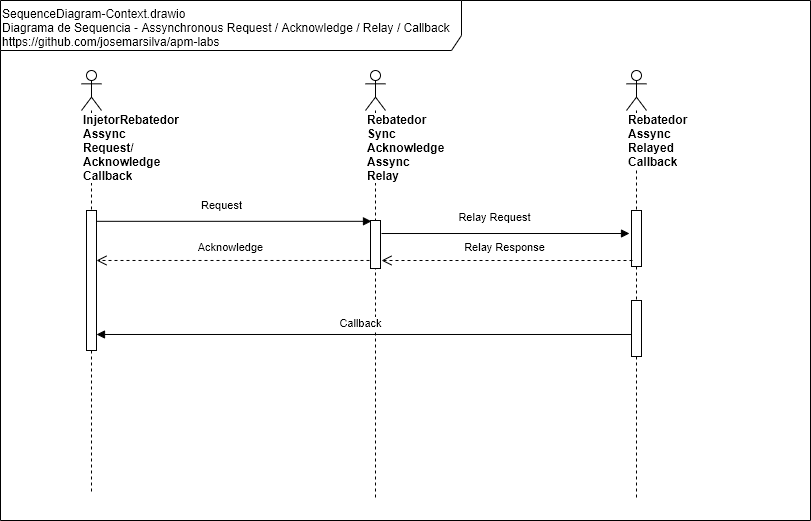 SequenceDiagram-Context.drawio
Diagrama de Sequencia - Assynchronous Request / Acknowledge / Relay / Callback
https://github.com/josemarsilva/apm-labs
InjetorRebatedor
Assync
Request/
Acknowledge
Callback
Rebatedor
Sync
Acknowledge
Assync
Relay
Rebatedor
Assync
Relayed
Callback
Request
Relay Request
Acknowledge
Relay Response
Callback